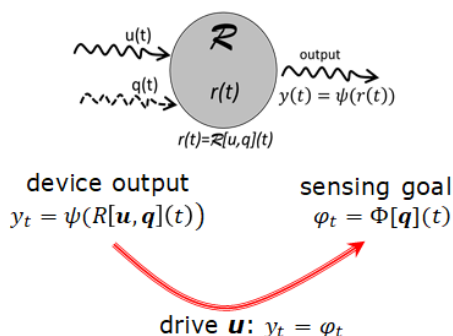 u(t)
q(t)
ℛ
r(t)
output
y(t) = ψ(r(t))
r(t)=ℛ[u,q](t)
device output
yₜ = ψ(R[u, q](t))
sensing goal
φₜ = Φ[q](t)
drive u: yₜ = φₜ